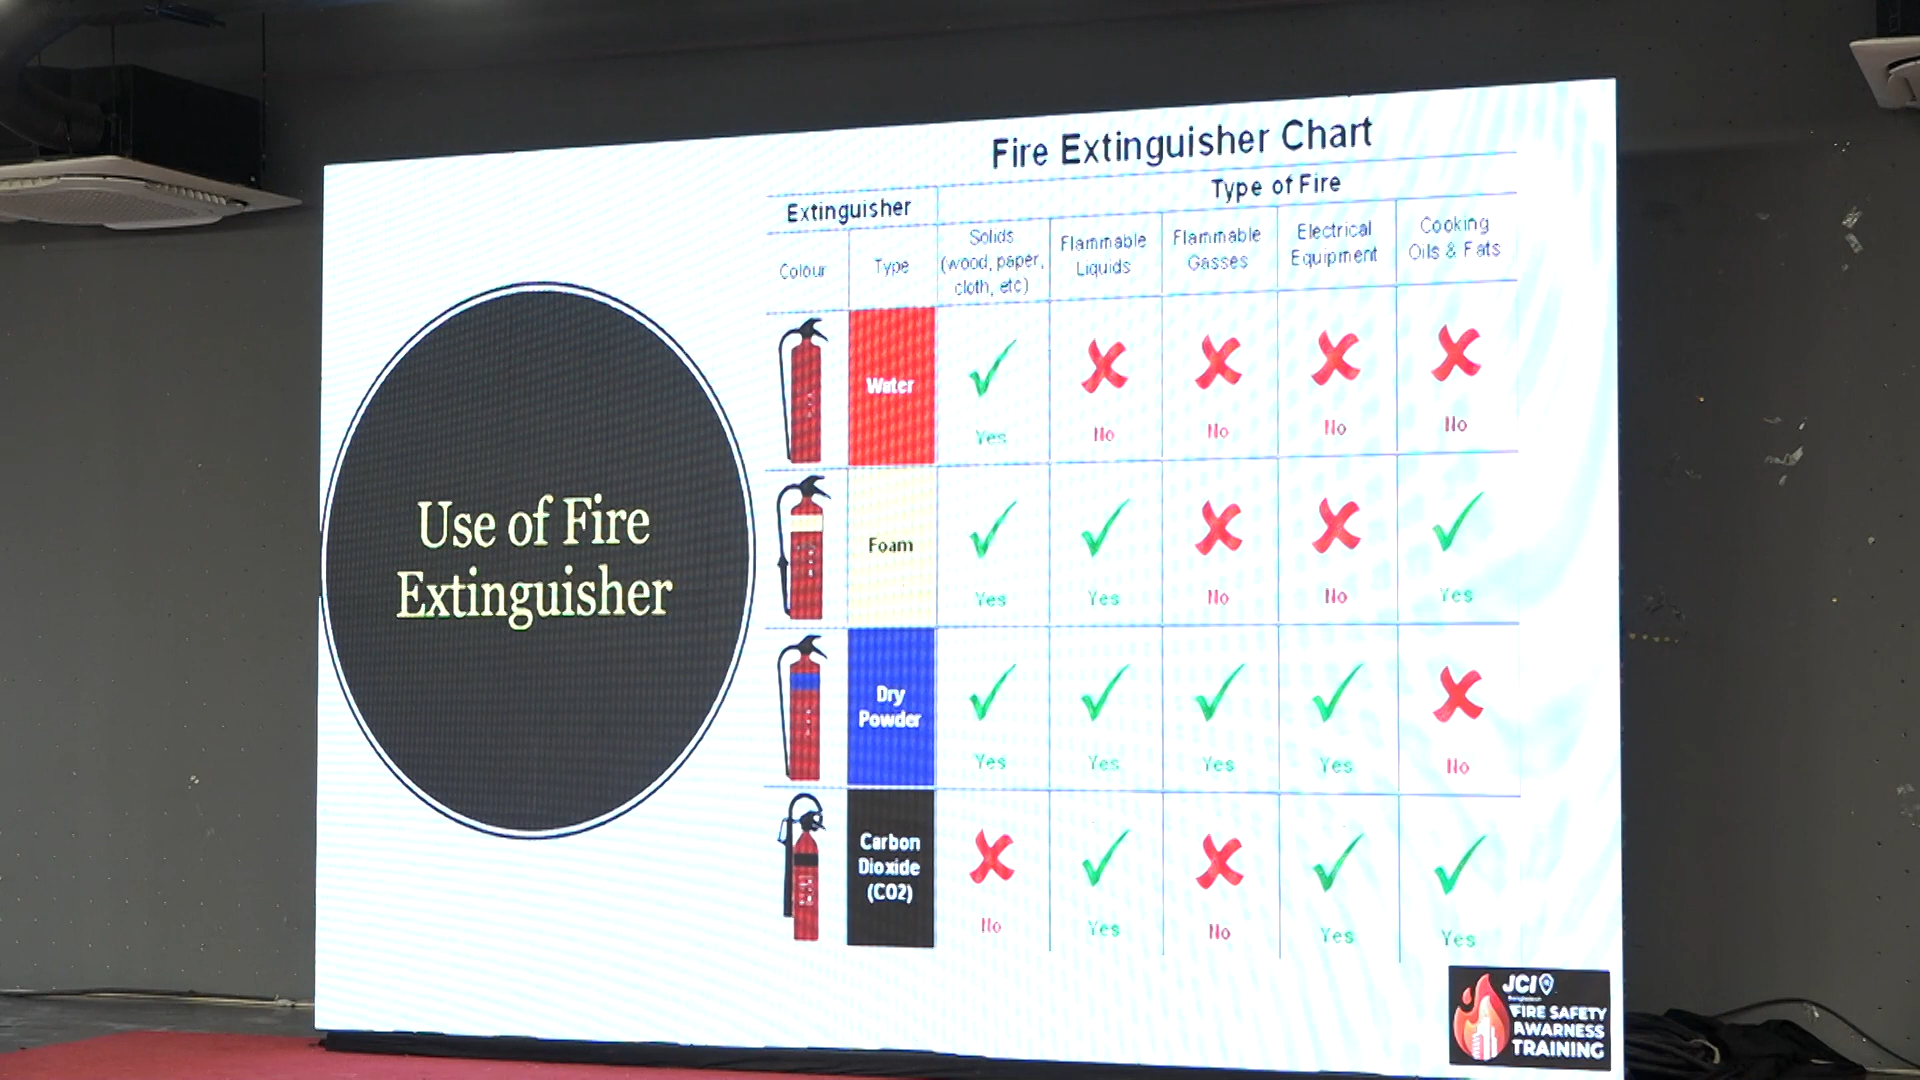 Use of Fire
Extinguisher
Fire Extinguisher Chart
Extinguisher
Type of Fire
Colour
Type
Solids
(wood, paper,
cloth, etc)
Flammable
Liquids
Flammable
Gasses
Electrical
Equipment
Cooking
Oils & Fats
Water
Yes
No
No
No
No
Foam
Yes
Yes
No
No
Yes
Dry
Powder
Yes
Yes
Yes
Yes
No
Carbon
Dioxide
(CO2)
No
Yes
No
Yes
Yes
JCI
FIRE SAFETY
AWARNESS
TRAINING